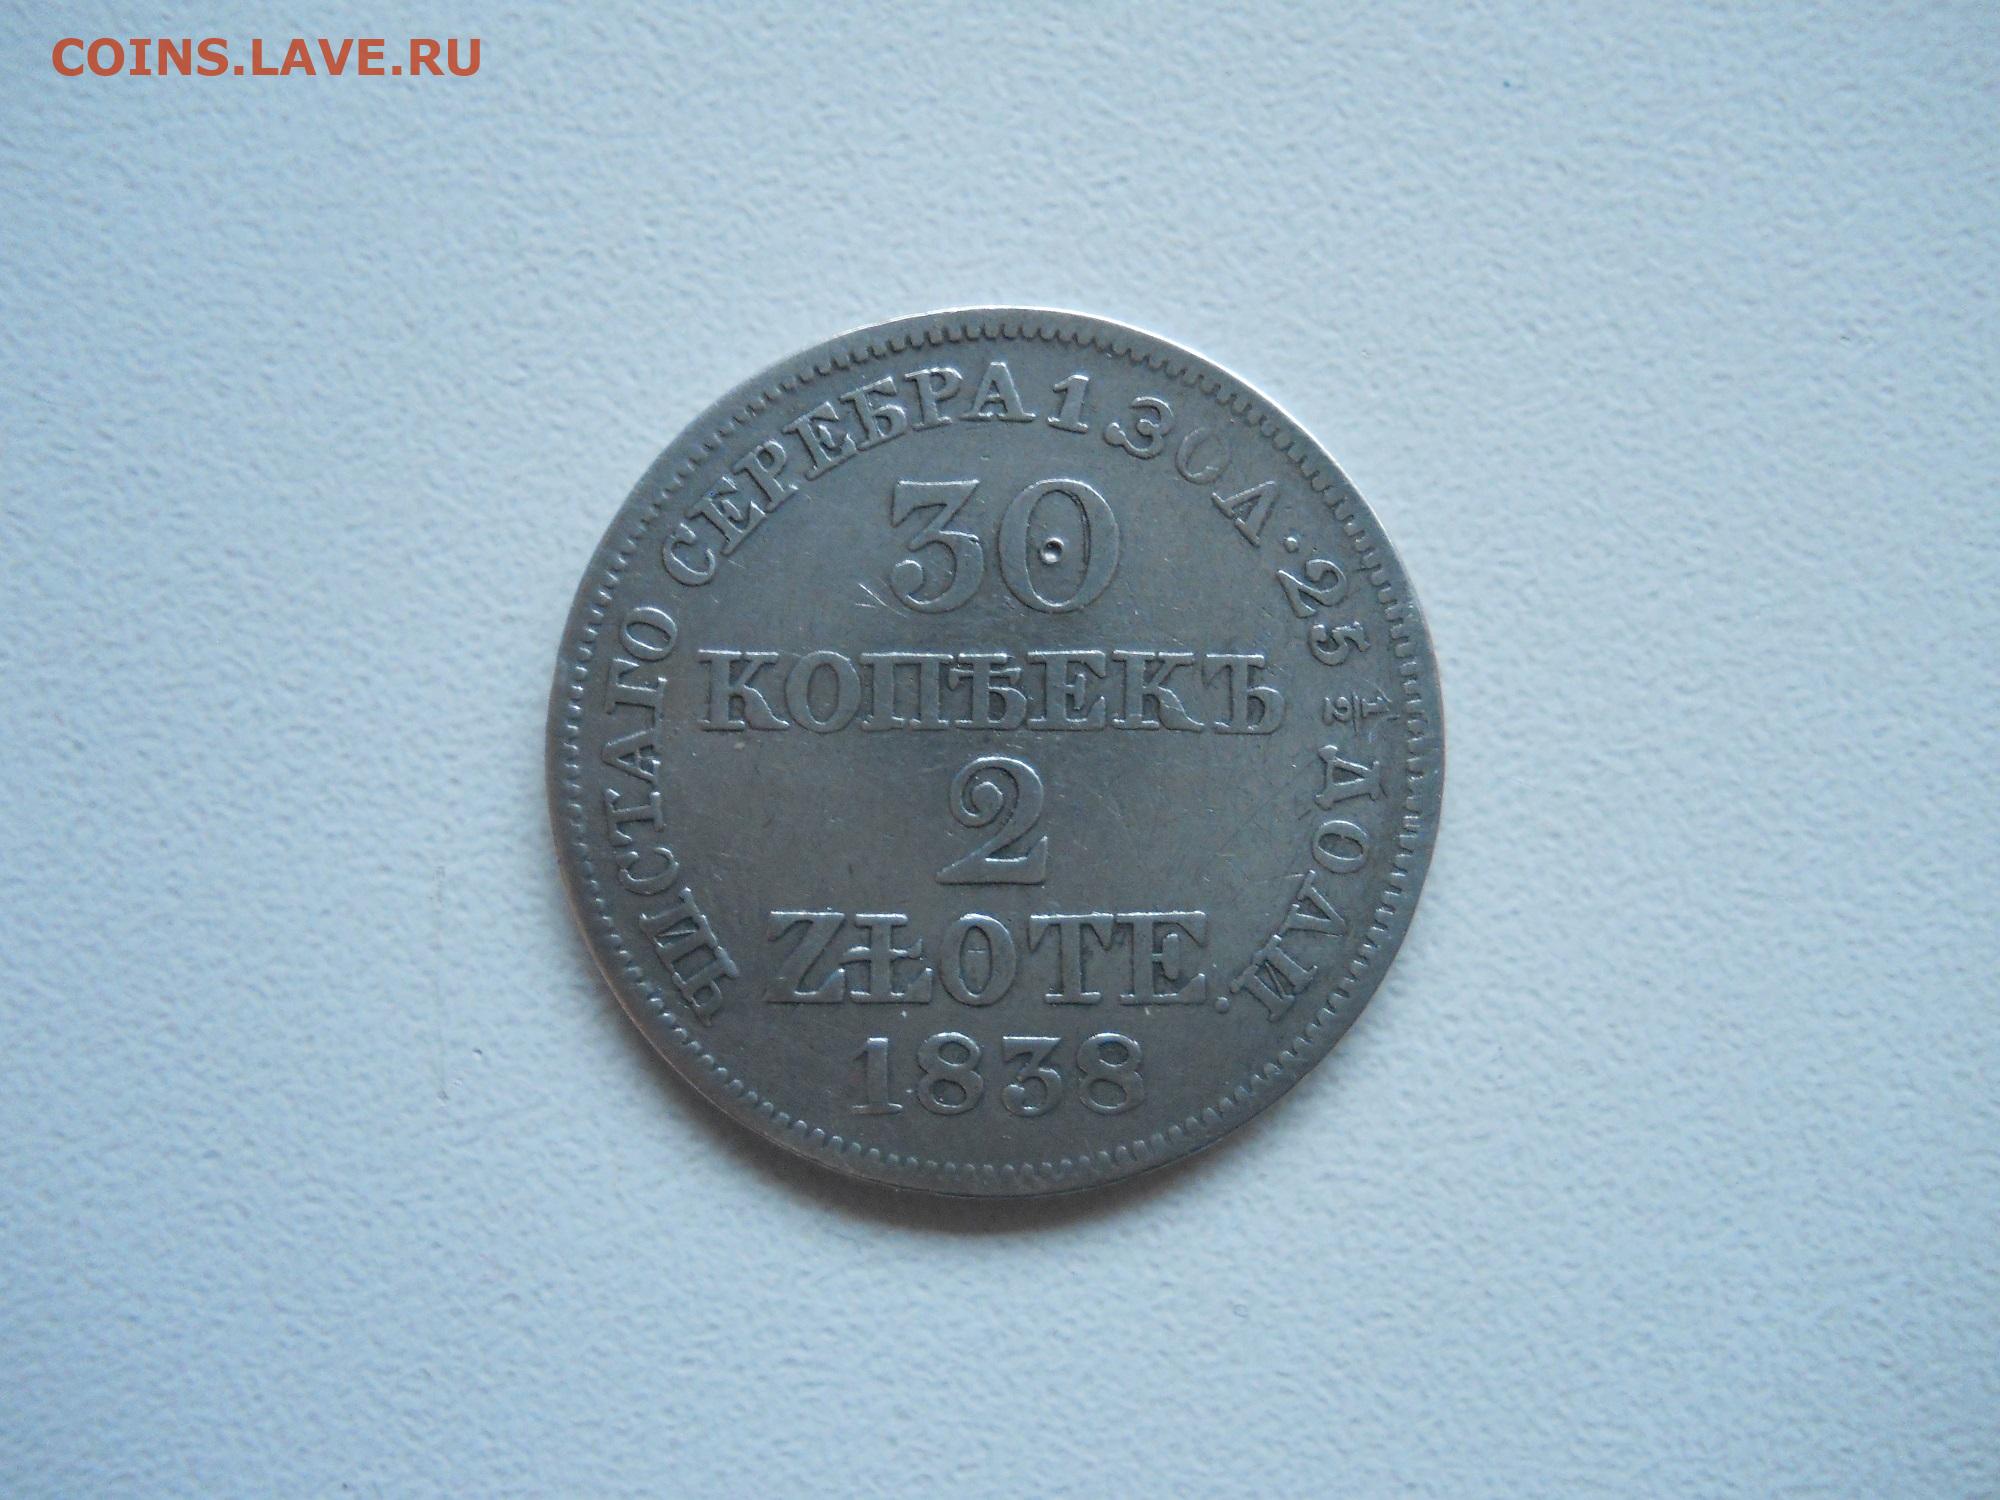 COINS.LAVE.RU
ЧИСТАГО СЕРЕБРА 1 ЗОЛ. 25 1/2 ДОЛИ.
30
КОПѢЕКЪ
2
ZŁOTE.
1838